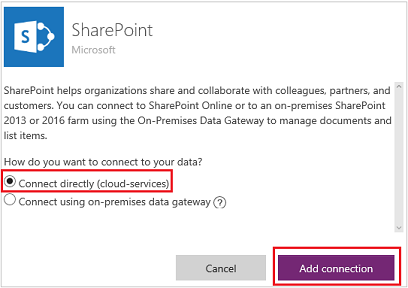 SharePoint
Microsoft
SharePoint helps organizations share and collaborate with colleagues, partners, and
customers. You can connect to SharePoint Online or to an on-premises SharePoint
2013 or 2016 farm using the On-Premises Data Gateway to manage documents and
list items.
How do you want to connect to your data?
Connect directly (cloud-services)
Connect using on-premises data gateway ?
Cancel
Add connection